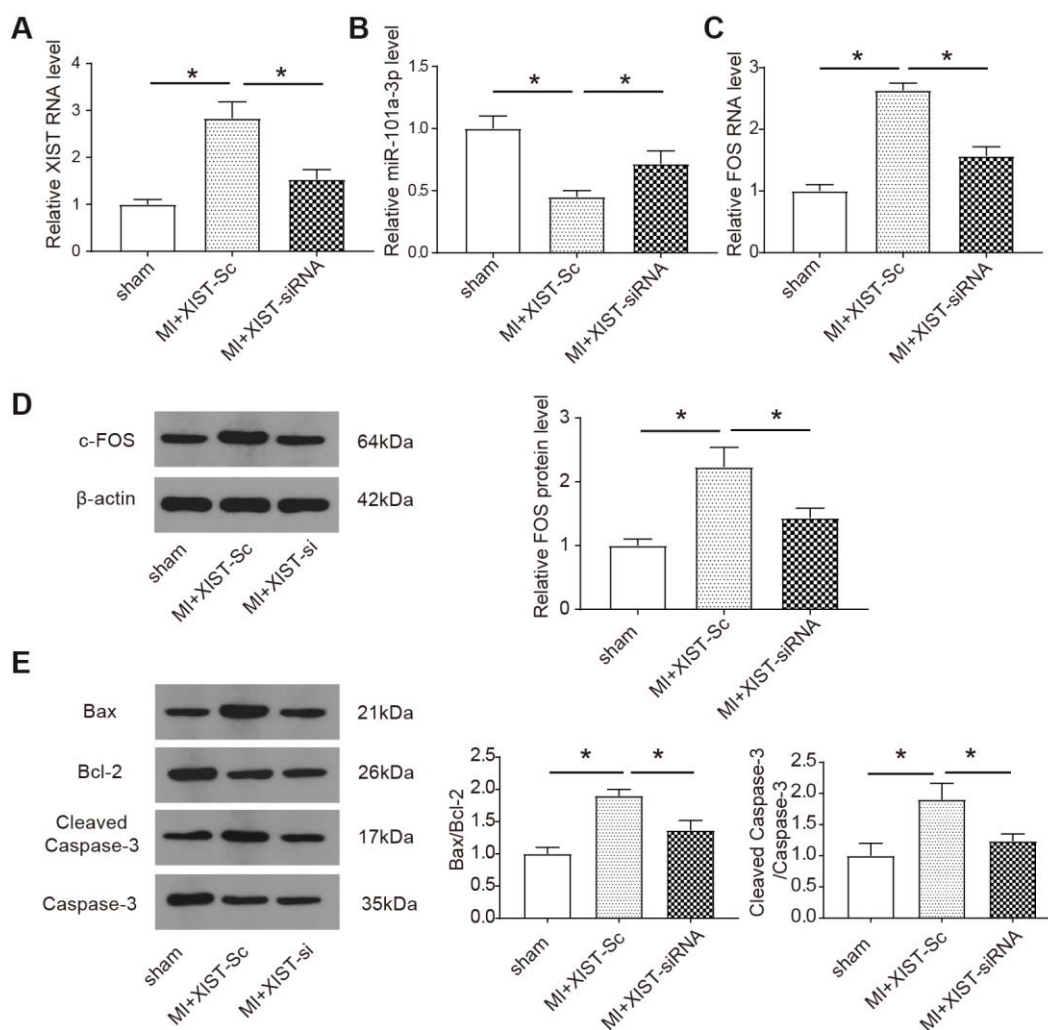 A
Relative XIST RNA level
4
3
2
1
0
* *
sham
MI+XIST-Sc
MI+XIST-siRNA
B
Relative miR-101a-3p level
1.5
1.0
0.5
0.0
* *
sham
MI+XIST-Sc
MI+XIST-siRNA
C
Relative FOS RNA level
3
2
1
0
* *
sham
MI+XIST-Sc
MI+XIST-siRNA
D
c-FOS 64kDa
β-actin 42kDa
sham
MI+XIST-Sc
MI+XIST-si
Relative FOS protein level
3
2
1
0
* *
sham
MI+XIST-Sc
MI+XIST-siRNA
E
Bax 21kDa
Bcl-2 26kDa
Cleaved
Caspase-3 17kDa
Caspase-3 35kDa
sham
MI+XIST-Sc
MI+XIST-si
Bax/Bcl-2
2.5
2.0
1.5
1.0
0.5
0.0
* *
sham
MI+XIST-Sc
MI+XIST-siRNA
Cleaved Caspase-3
/Caspase-3
2.5
2.0
1.5
1.0
0.5
0.0
* *
sham
MI+XIST-Sc
MI+XIST-siRNA